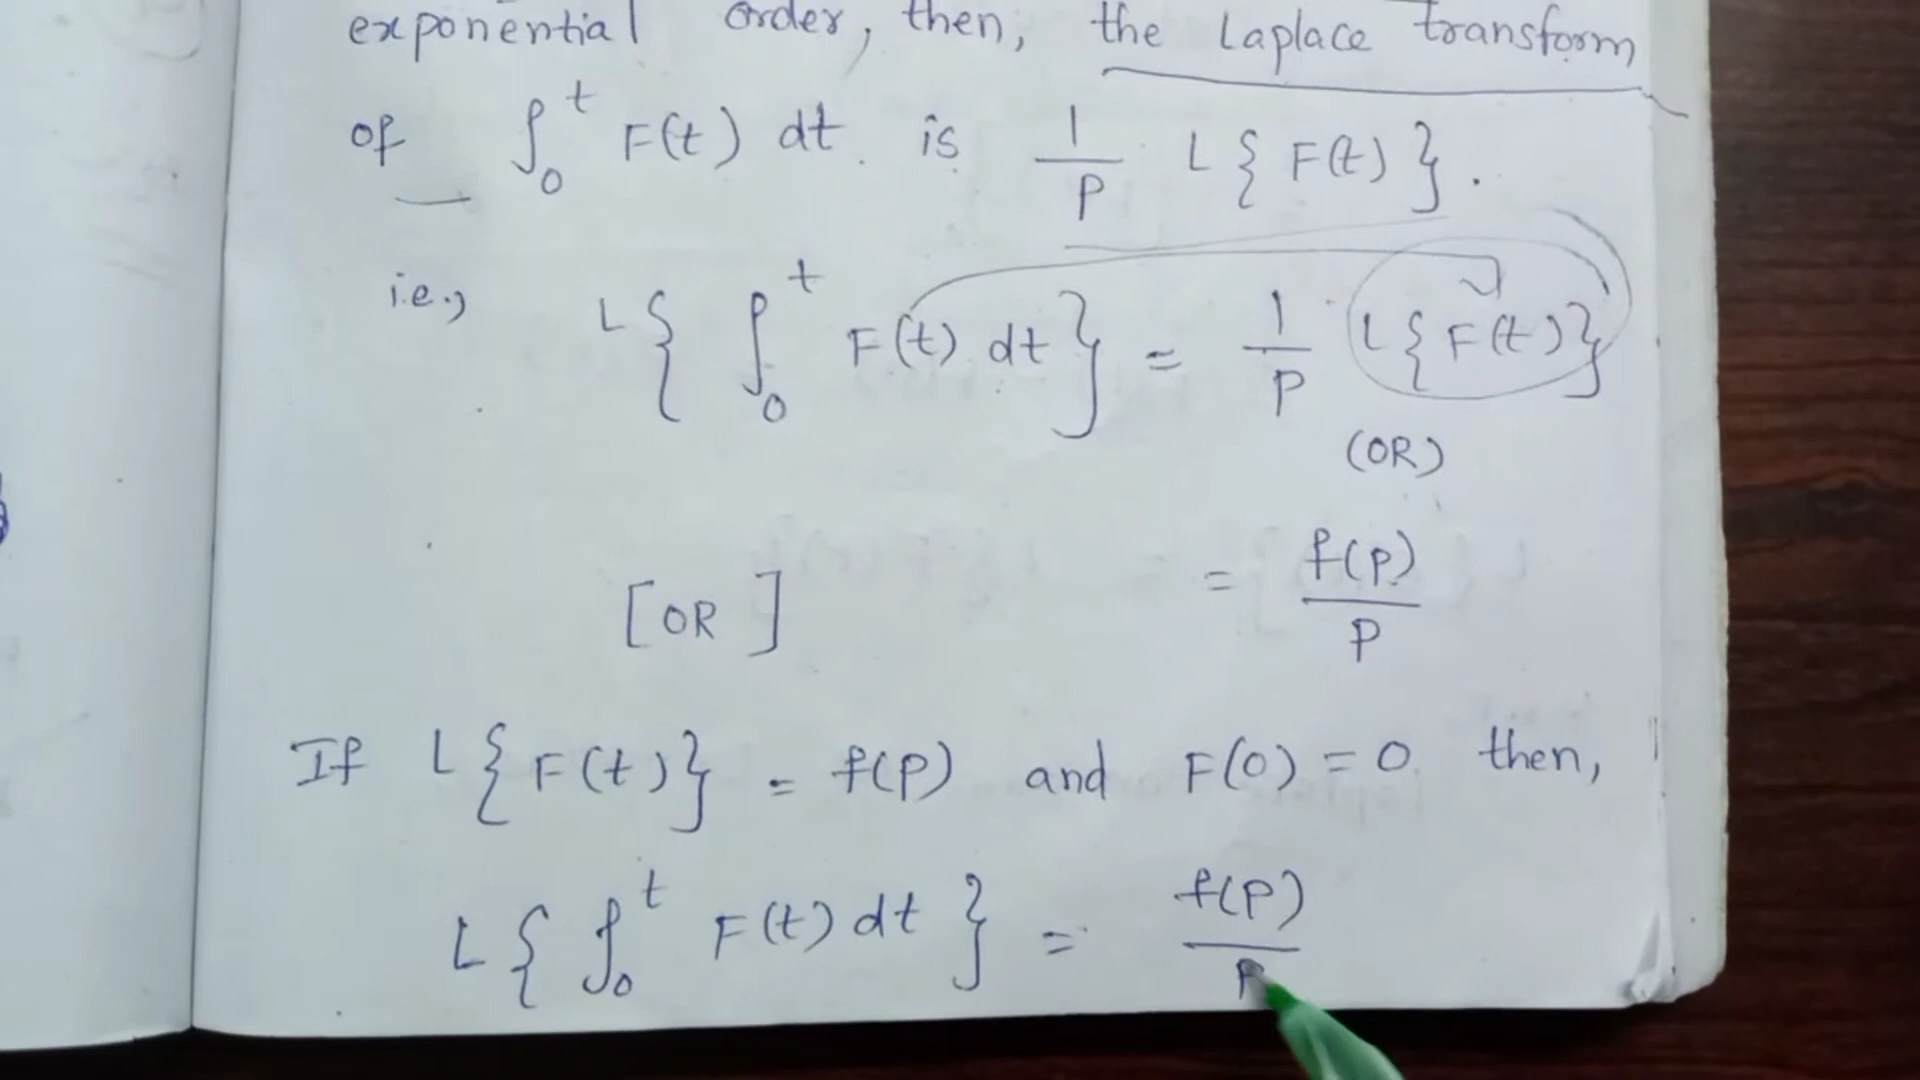 exponential order, then, the Laplace transform
of ∫₀ᵗ F(t) dt. is 1/P L{F(t)}.
i.e., L{∫₀ᵗ F(t) dt} = 1/P L{F(t)}
(OR)
= f(p)/P
[OR]
If L{F(t)} = f(p) and F(0) = 0. then,
L{∫₀ᵗ F(t) dt} = f(p)/P